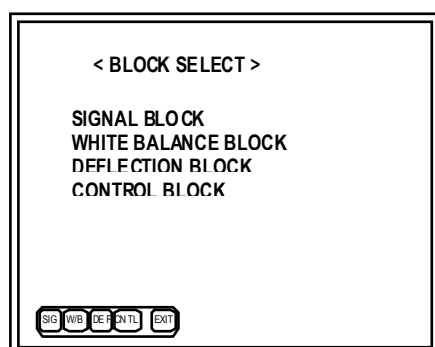 < BLOCK SELECT >
SIGNAL BLOCK
WHITE BALANCE BLOCK
DEFLECTION BLOCK
CONTROL BLOCK
SIG W/B DEF CNTL EXIT